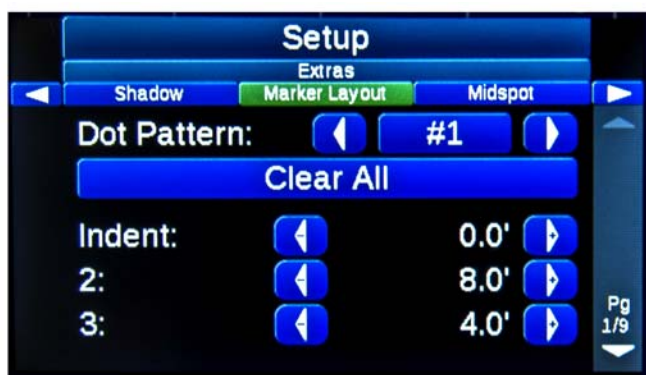 Setup
Extras
Shadow Marker Layout Midspot
Dot Pattern: #1
Clear All
Indent: - 0.0' +
2: - 8.0' +
3: - 4.0' +
Pg
1/9